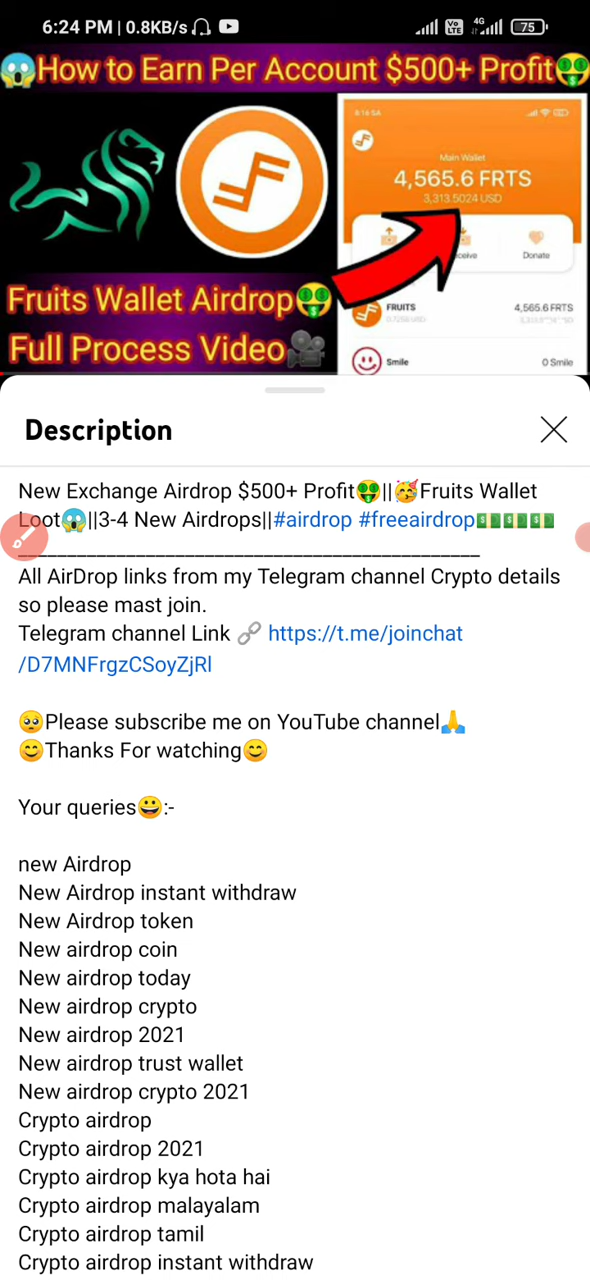 6:24 PM | 0.8KB/s
Vo LTE 4G 75
😱How to Earn Per Account $500+ Profit🤑
8:16 SA
Main Wallet
4,565.6 FRTS
3,313.5024 USD
ceive Donate
Fruits Wallet Airdrop🤑
FRUITS 4,565.6 FRTS
Full Process Video🎥
Smile 0 Smile
Description
New Exchange Airdrop $500+ Profit🤑||🥳Fruits Wallet
Loot😱||3-4 New Airdrops||#airdrop #freeairdrop💵💵💵
All AirDrop links from my Telegram channel Crypto details
so please mast join.
Telegram channel Link 🔗 https://t.me/joinchat
/D7MNFrgzCSoyZjRl
🥺Please subscribe me on YouTube channel🙏
😊Thanks For watching😊
Your queries😀:-
new Airdrop
New Airdrop instant withdraw
New Airdrop token
New airdrop coin
New airdrop today
New airdrop crypto
New airdrop 2021
New airdrop trust wallet
New airdrop crypto 2021
Crypto airdrop
Crypto airdrop 2021
Crypto airdrop kya hota hai
Crypto airdrop malayalam
Crypto airdrop tamil
Crypto airdrop instant withdraw